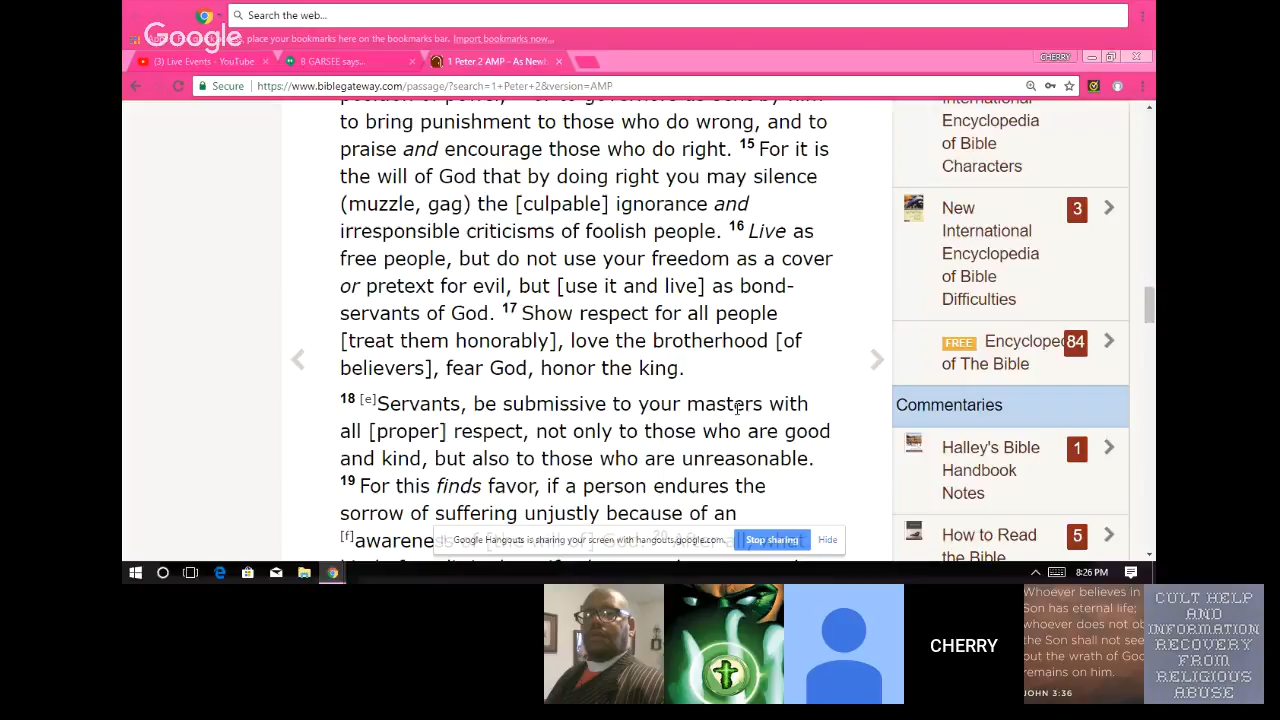 Search the web...
Google
place your bookmarks here on the bookmarks bar. Import bookmarks now...
(3) Live Events - YouTube
B GARSEE says...
1 Peter 2 AMP - As Newb
CHERRY
Secure
https://www.biblegateway.com/passage/?search=1+Peter+2&version=AMP
to bring punishment to those who do wrong, and to
praise and encourage those who do right. 15 For it is
the will of God that by doing right you may silence
(muzzle, gag) the [culpable] ignorance and
irresponsible criticisms of foolish people. 16 Live as
free people, but do not use your freedom as a cover
or pretext for evil, but [use it and live] as bond-
servants of God. 17 Show respect for all people
[treat them honorably], love the brotherhood [of
believers], fear God, honor the king.
18 [e]Servants, be submissive to your masters with
all [proper] respect, not only to those who are good
and kind, but also to those who are unreasonable.
19 For this finds favor, if a person endures the
sorrow of suffering unjustly because of an
[f]awarene
International
Encyclopedia
of Bible
Characters
New
International
Encyclopedia
of Bible
Difficulties
3
FREE Encyclope
of The Bible
84
Commentaries
Halley's Bible
Handbook
Notes
1
How to Read
the Bible
5
Google Hangouts is sharing your screen with hangouts.google.com.
Stop sharing
Hide
8:26 PM
CHERRY
Whoever believes in
Son has eternal life;
whoever does not ob
the Son shall not see
but the wrath of God
remains on him.
JOHN 3:36
CULT HELP
AND
INFORMATION
RECOVERY
FROM
RELIGIOUS
ABUSE